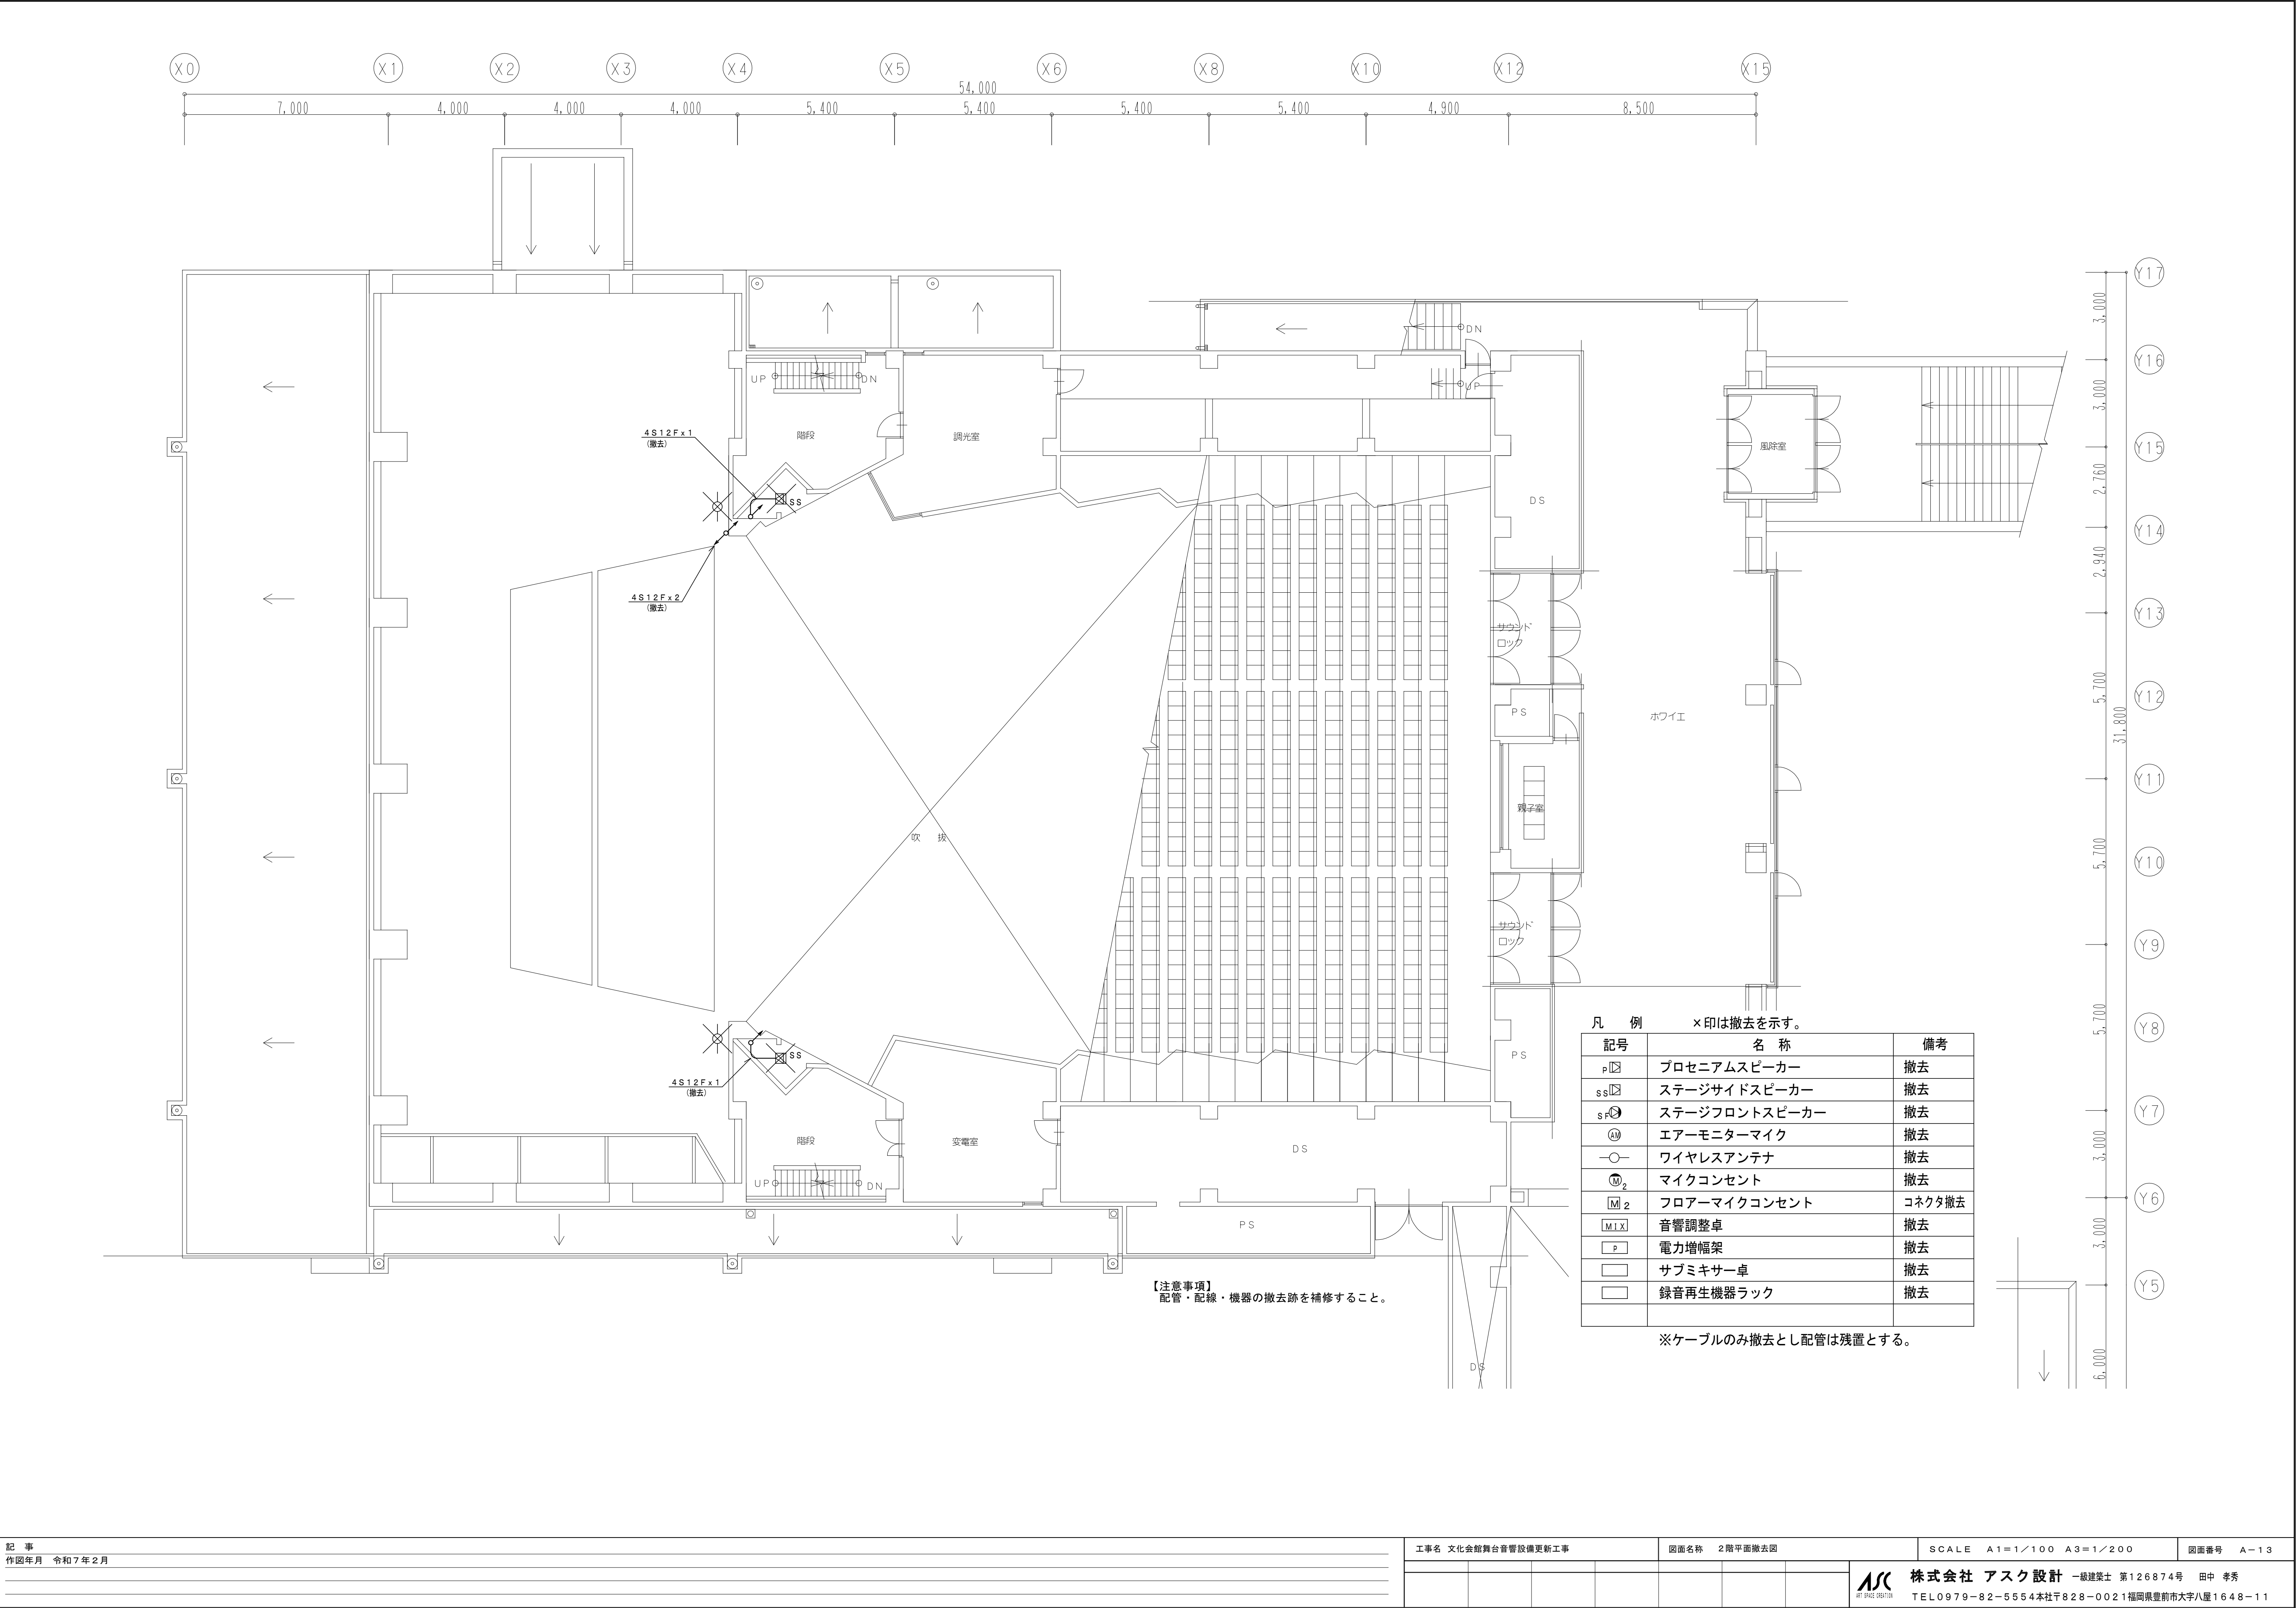 X0 X1 X2 X3 X4 X5 X6 X8 X10 X12 X15
54,000
7,000 4,000 4,000 4,000 5,400 5,400 5,400 5,400 4,900 8,500
Y17
3,000
Y16
3,000
Y15
2,760
Y14
2,940
Y13
5,700
Y12
31,800
Y11
5,700
Y10
Y9
5,700
Y8
Y7
3,000
Y6
3,000
Y5
6,000
DN
UP DN
UP
階段
調光室
風除室
4S12Fx1
(撤去)
SS
DS
4S12Fx2
(撤去)
サウンド
ロック
PS
ホワイエ
親子室
吹 抜
サウンド
ロック
SS
PS
4S12Fx1
(撤去)
階段
変電室
DS
UP DN
PS
DS
凡 例 ×印は撤去を示す。
記号 名 称 備考
P プロセニアムスピーカー 撤去
SS ステージサイドスピーカー 撤去
SF ステージフロントスピーカー 撤去
AM エアーモニターマイク 撤去
ワイヤレスアンテナ 撤去
M2 マイクコンセント 撤去
M2 フロアーマイクコンセント コネクタ撤去
MIX 音響調整卓 撤去
P 電力増幅架 撤去
サブミキサー卓 撤去
録音再生機器ラック 撤去
※ケーブルのみ撤去とし配管は残置とする。
【注意事項】
配管・配線・機器の撤去跡を補修すること。
記 事
作図年月 令和7年2月
工事名 文化会館舞台音響設備更新工事
図面名称 2階平面撤去図
SCALE A1=1/100 A3=1/200
図面番号 A-13
ASC
ART SPACE CREATION
株式会社 アスク設計 一級建築士 第126874号 田中 孝秀
TEL0979-82-5554本社〒828-0021福岡県豊前市大字八屋1648-11